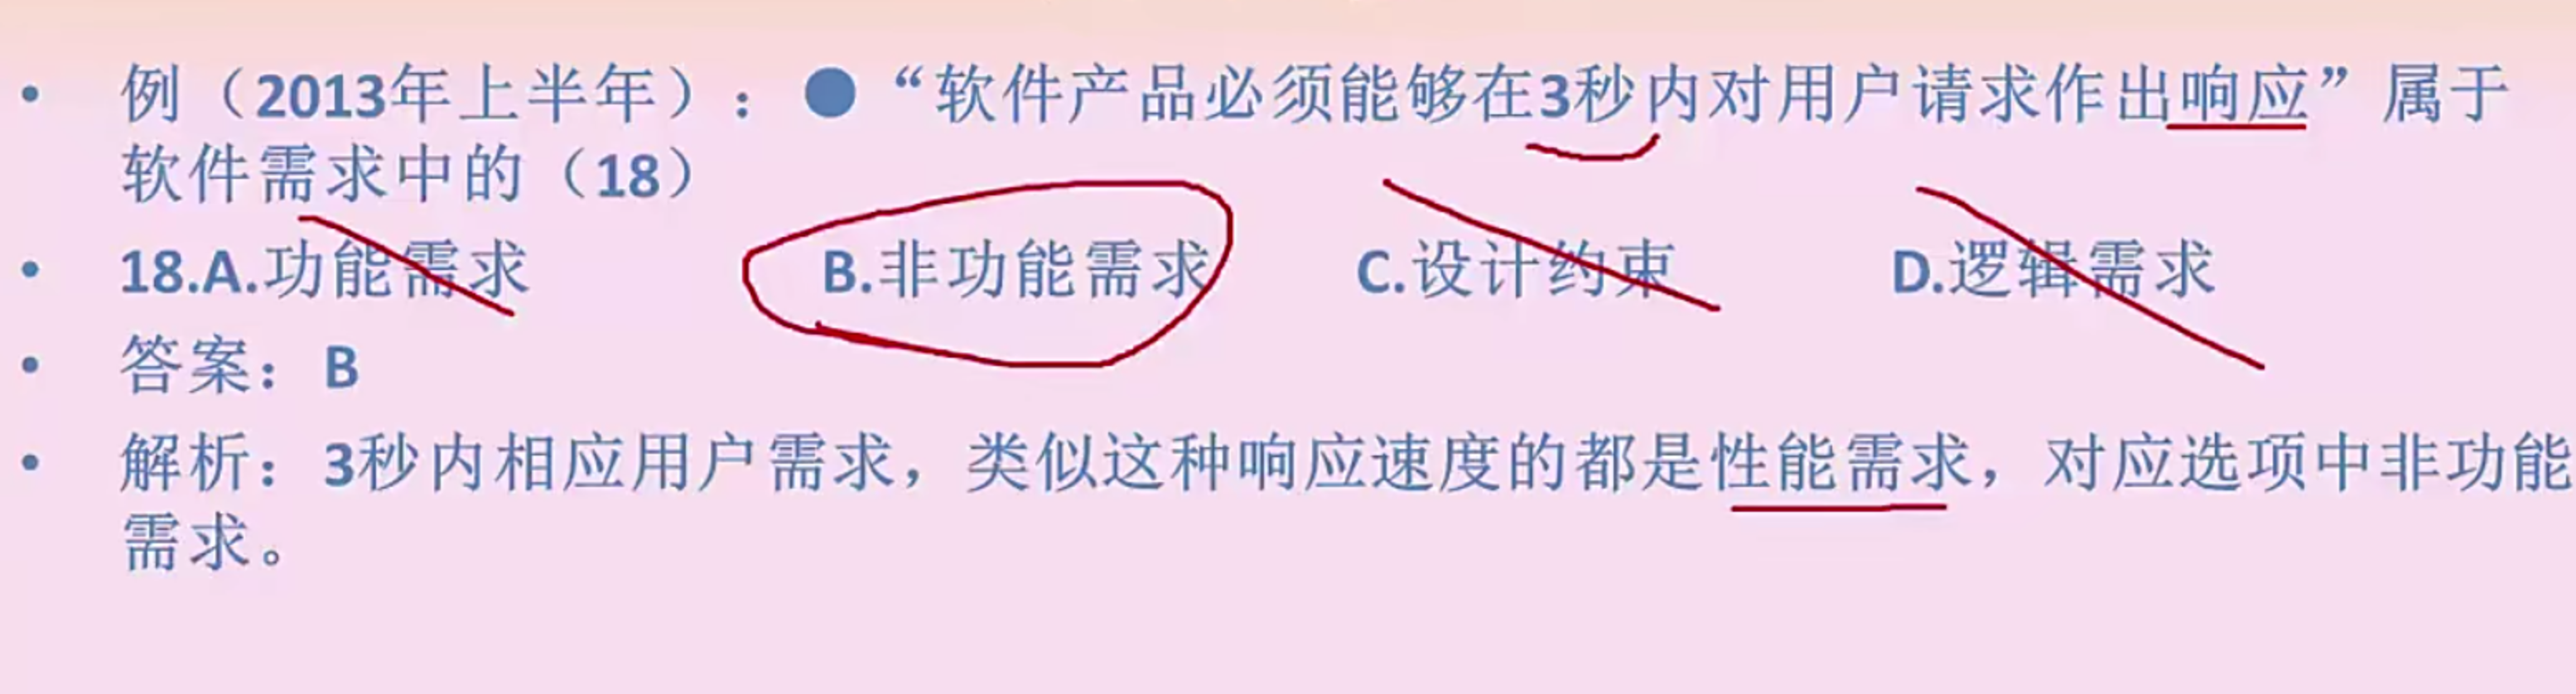 • 例（2013年上半年）：●“软件产品必须能够在3秒内对用户请求作出响应”属于
软件需求中的（18）
• 18.A.功能需求 B.非功能需求 C.设计约束 D.逻辑需求
• 答案：B
• 解析：3秒内相应用户需求，类似这种响应速度的都是性能需求，对应选项中非功能
需求。